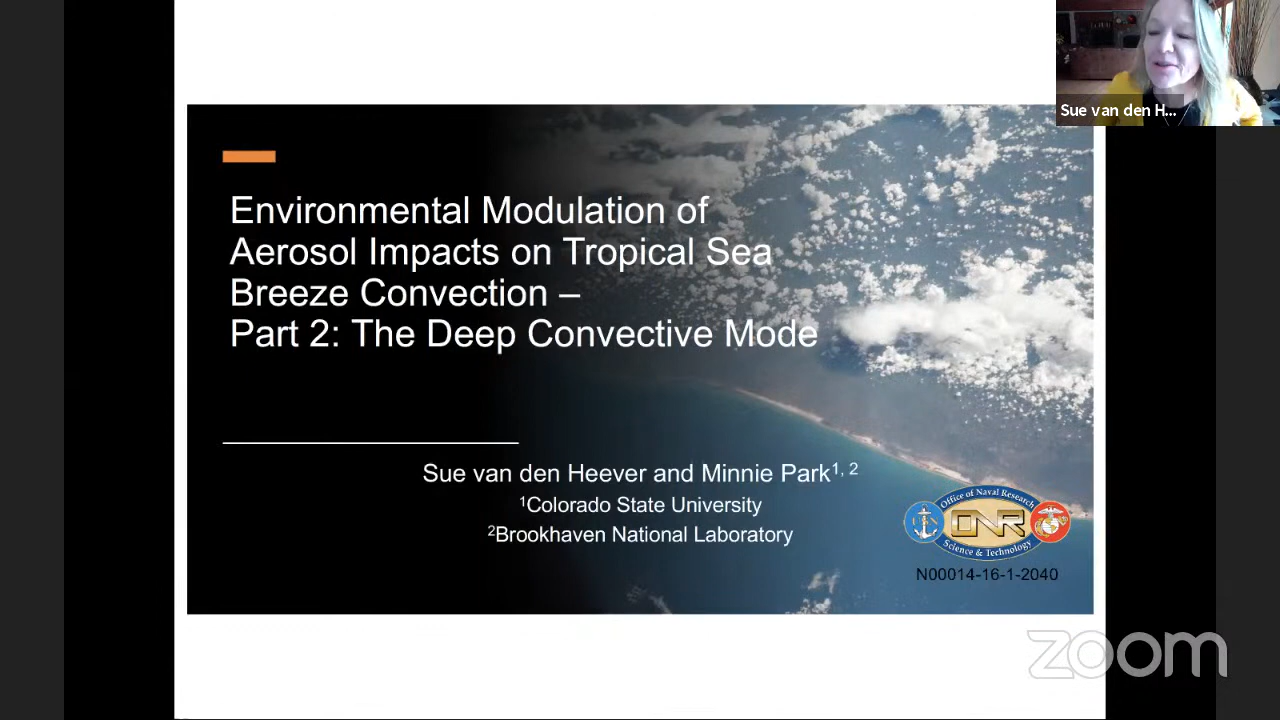 Sue van den H...
Environmental Modulation of
Aerosol Impacts on Tropical Sea
Breeze Convection –
Part 2: The Deep Convective Mode
Sue van den Heever and Minnie Park1, 2
1Colorado State University
2Brookhaven National Laboratory
Office of Naval Research
ONR
Science & Technology
N00014-16-1-2040
zoom